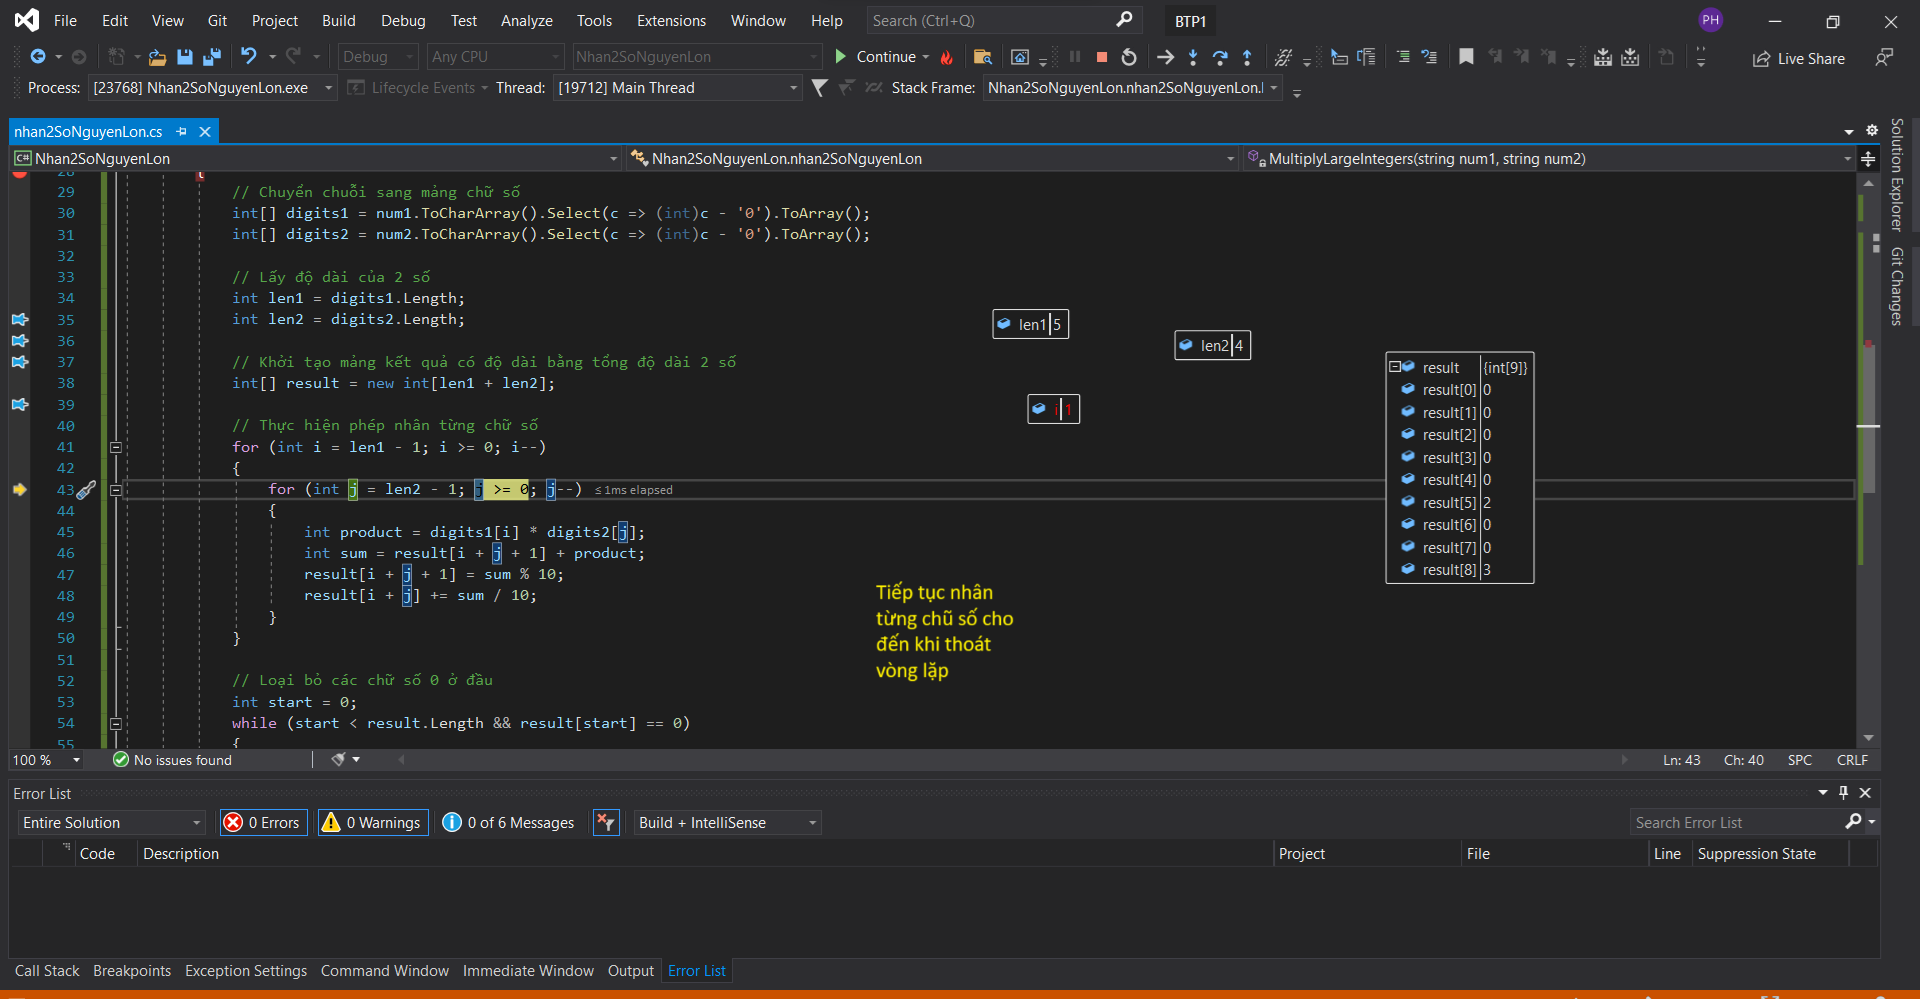 File Edit View Git Project Build Debug Test Analyze Tools Extensions Window Help Search (Ctrl+Q) BTP1 PH
Debug Any CPU Nhan2SoNguyenLon Continue Live Share
Process: [23768] Nhan2SoNguyenLon.exe Lifecycle Events Thread: [19712] Main Thread Stack Frame: Nhan2SoNguyenLon.nhan2SoNguyenLon.
nhan2SoNguyenLon.cs
C# Nhan2SoNguyenLon Nhan2SoNguyenLon.nhan2SoNguyenLon MultiplyLargeIntegers(string num1, string num2)
Solution Explorer
Git Changes
28 {
29 // Chuyển chuỗi sang mảng chữ số
30 int[] digits1 = num1.ToCharArray().Select(c => (int)c - '0').ToArray();
31 int[] digits2 = num2.ToCharArray().Select(c => (int)c - '0').ToArray();
32
33 // Lấy độ dài của 2 số
34 int len1 = digits1.Length;
35 int len2 = digits2.Length;
36
37 // Khởi tạo mảng kết quả có độ dài bằng tổng độ dài 2 số
38 int[] result = new int[len1 + len2];
39
40 // Thực hiện phép nhân từng chữ số
41 for (int i = len1 - 1; i >= 0; i--)
42 {
43 for (int j = len2 - 1; j >= 0; j--) ≤ 1ms elapsed
44 {
45 int product = digits1[i] * digits2[j];
46 int sum = result[i + j + 1] + product;
47 result[i + j + 1] = sum % 10;
48 result[i + j] += sum / 10;
49 }
50 }
51
52 // Loại bỏ các chữ số 0 ở đầu
53 int start = 0;
54 while (start < result.Length && result[start] == 0)
55 {
len1 5
len2 4
i 1
result {int[9]}
result[0] 0
result[1] 0
result[2] 0
result[3] 0
result[4] 0
result[5] 2
result[6] 0
result[7] 0
result[8] 3
Tiếp tục nhân
từng chũ số cho
đến khi thoát
vòng lặp
100 % No issues found Ln: 43 Ch: 40 SPC CRLF
Error List
Entire Solution 0 Errors 0 Warnings 0 of 6 Messages Build + IntelliSense Search Error List
Code Description Project File Line Suppression State
Call Stack Breakpoints Exception Settings Command Window Immediate Window Output Error List